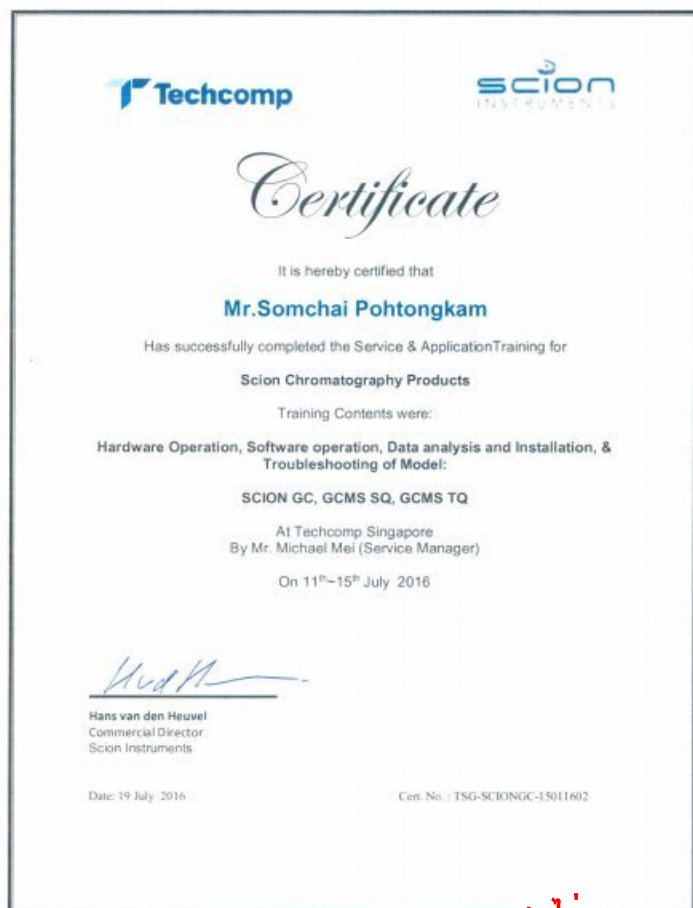 Techcomp
scion
INSTRUMENTS
Certificate
It is hereby certified that
Mr.Somchai Pohtongkam
Has successfully completed the Service & ApplicationTraining for
Scion Chromatography Products
Training Contents were:
Hardware Operation, Software operation, Data analysis and Installation, &
Troubleshooting of Model:
SCION GC, GCMS SQ, GCMS TQ
At Techcomp Singapore
By Mr. Michael Mei (Service Manager)
On 11th~15th July 2016
Hans van den Heuvel
Commercial Director
Scion Instruments
Date: 19 July 2016
Cert. No. : TSG-SCIONGC-15011602